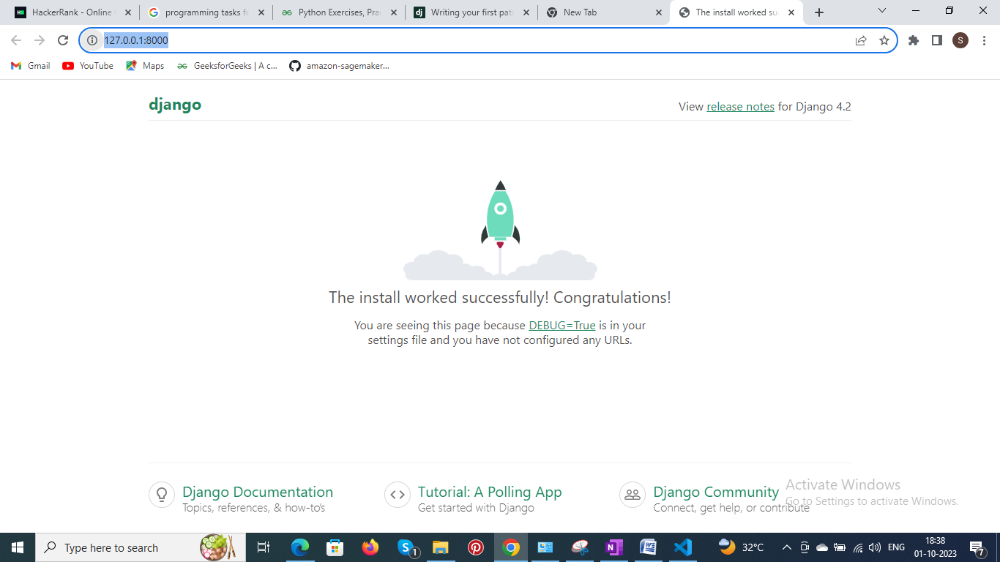 HackerRank - Online
programming tasks fo
Python Exercises, Prac
Writing your first patc
New Tab
The install worked su
127.0.0.1:8000
S
Gmail
YouTube
Maps
GeeksforGeeks | A c...
amazon-sagemaker...
django
View release notes for Django 4.2
The install worked successfully! Congratulations!
You are seeing this page because DEBUG=True is in your
settings file and you have not configured any URLs.
Django Documentation
Topics, references, & how-to's
Tutorial: A Polling App
Get started with Django
Django Community
Connect, get help, or contribute
Activate Windows
Go to Settings to activate Windows.
Type here to search
1
32°C
ENG
18:38
01-10-2023
7